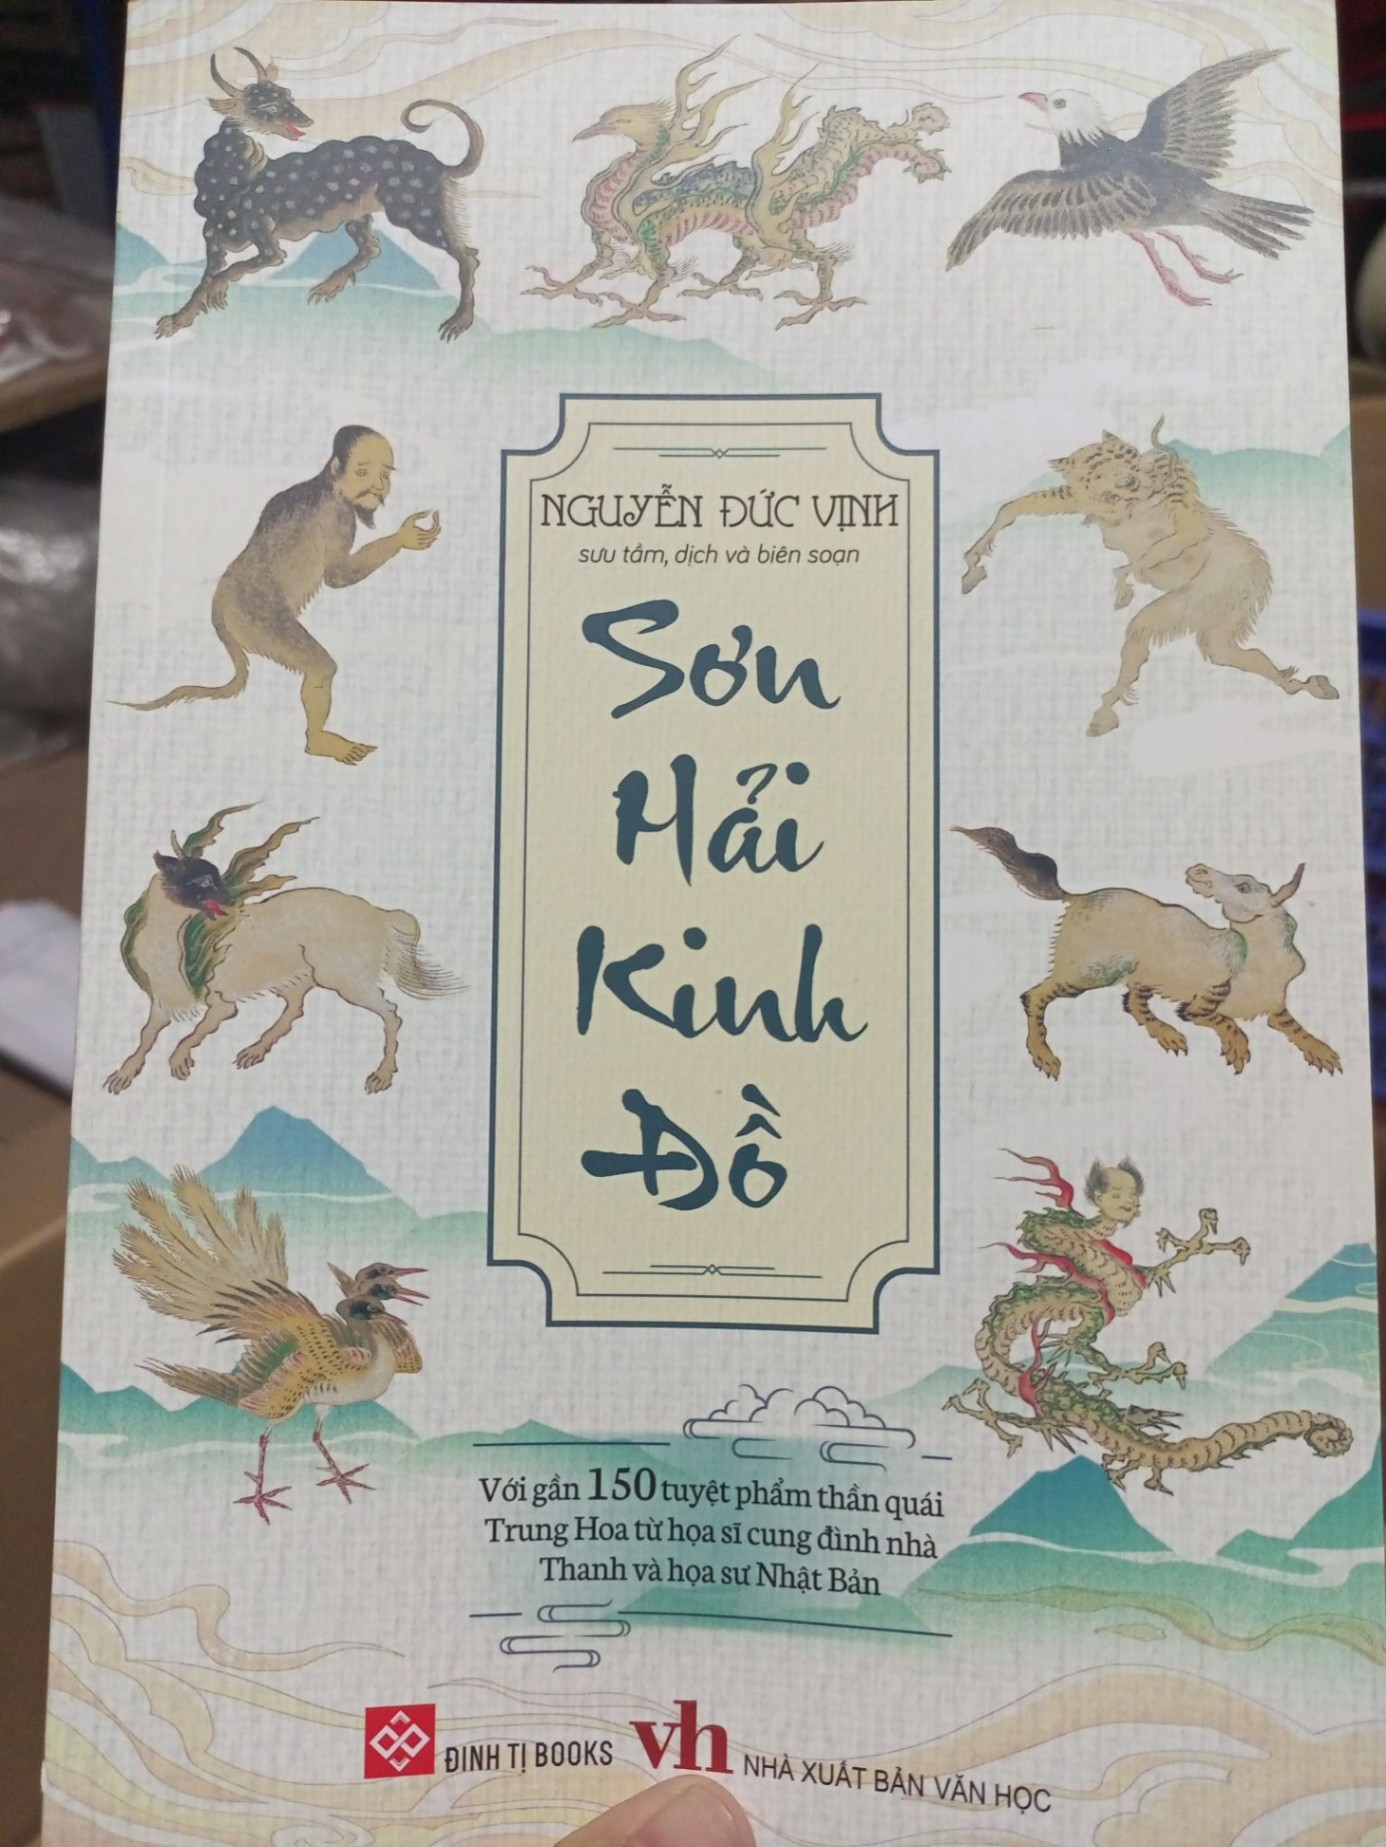 NGUYỄN ĐỨC VỊNH
sưu tầm, dịch và biên soạn
Sơn
Hải
Kinh
Đồ
Với gần 150 tuyệt phẩm thần quái
Trung Hoa từ họa sĩ cung đình nhà
Thanh và họa sư Nhật Bản
ĐINH TỊ BOOKS
vh NHÀ XUẤT BẢN VĂN HỌC